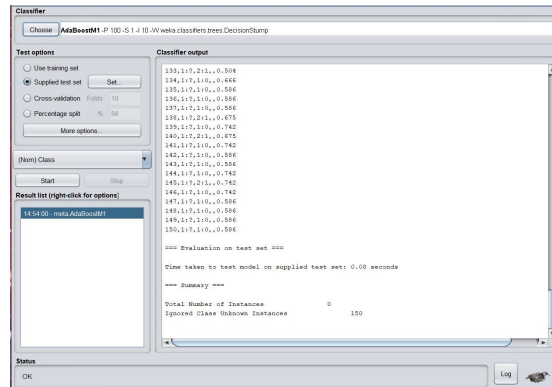 Classifier
Choose AdaBoostM1 -P 100 -S 1 -I 10 -W weka.classifiers.trees.DecisionStump
Test options
Use training set
Supplied test set Set...
Cross-validation Folds 10
Percentage split % 66
More options...
(Nom) Class
Start Stop
Result list (right-click for options)
14:54:00 - meta.AdaBoostM1
Classifier output
133,1:?,2:1,,0.504
134,1:?,1:0,,0.666
135,1:?,1:0,,0.586
136,1:?,1:0,,0.586
137,1:?,1:0,,0.586
138,1:?,2:1,,0.675
139,1:?,1:0,,0.742
140,1:?,2:1,,0.675
141,1:?,1:0,,0.742
142,1:?,1:0,,0.586
143,1:?,1:0,,0.586
144,1:?,1:0,,0.742
145,1:?,2:1,,0.742
146,1:?,1:0,,0.742
147,1:?,1:0,,0.586
148,1:?,1:0,,0.586
149,1:?,1:0,,0.586
150,1:?,1:0,,0.586
=== Evaluation on test set ===
Time taken to test model on supplied test set: 0.08 seconds
=== Summary ===
Total Number of Instances 0
Ignored Class Unknown Instances 150
Status
OK
Log